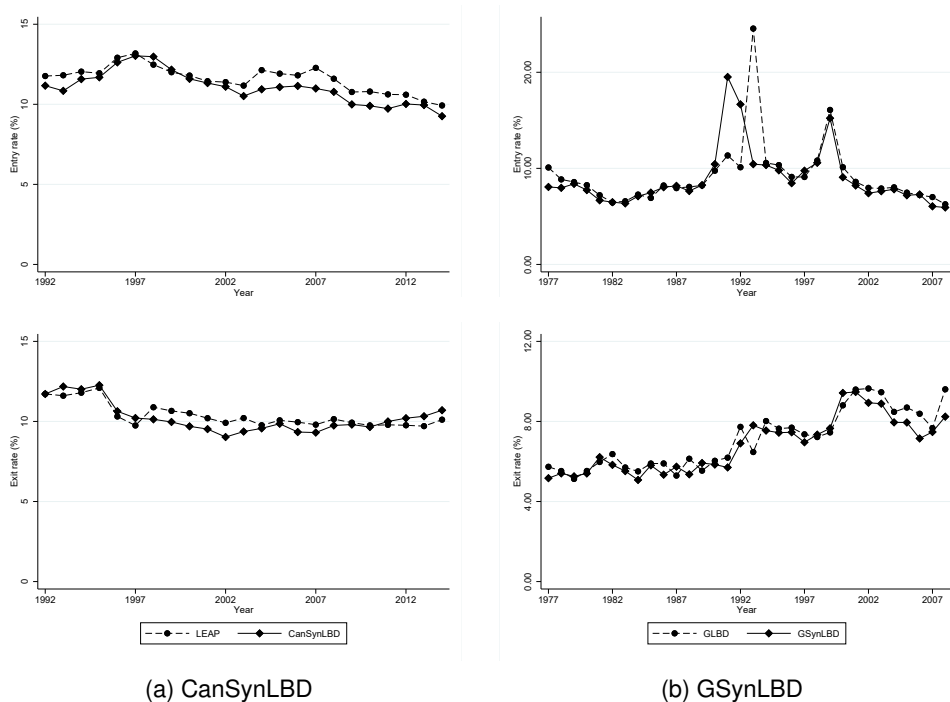 15
10
5
0
Entry rate (%)
1992 1997 2002 2007 2012
Year
20.00
10.00
0.00
Entry rate (%)
1977 1982 1987 1992 1997 2002 2007
Year
15
10
5
0
Exit rate (%)
1992 1997 2002 2007 2012
Year
LEAP CanSynLBD
12.00
8.00
4.00
0.00
Exit rate (%)
1977 1982 1987 1992 1997 2002 2007
Year
GLBD GSynLBD
(a) CanSynLBD
(b) GSynLBD